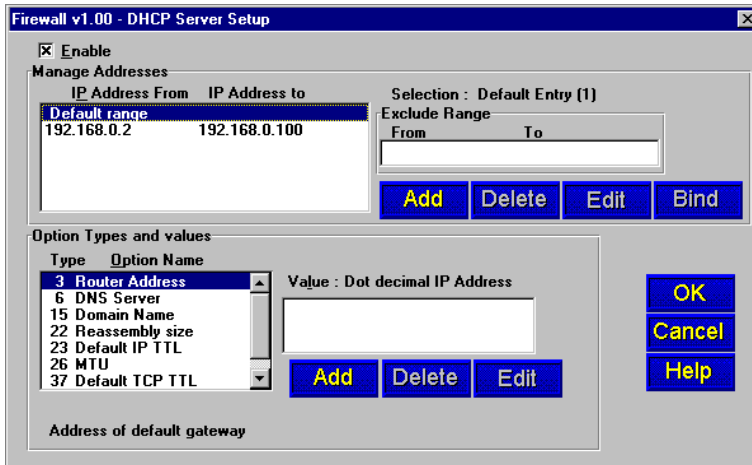 Firewall v1.00 - DHCP Server Setup
Enable
Manage Addresses
IP Address From IP Address to
Default range
192.168.0.2 192.168.0.100
Selection : Default Entry (1)
Exclude Range
From To
Add Delete Edit Bind
Option Types and values
Type Option Name
3 Router Address
6 DNS Server
15 Domain Name
22 Reassembly size
23 Default IP TTL
26 MTU
37 Default TCP TTL
Value : Dot decimal IP Address
Add Delete Edit
Address of default gateway
OK
Cancel
Help